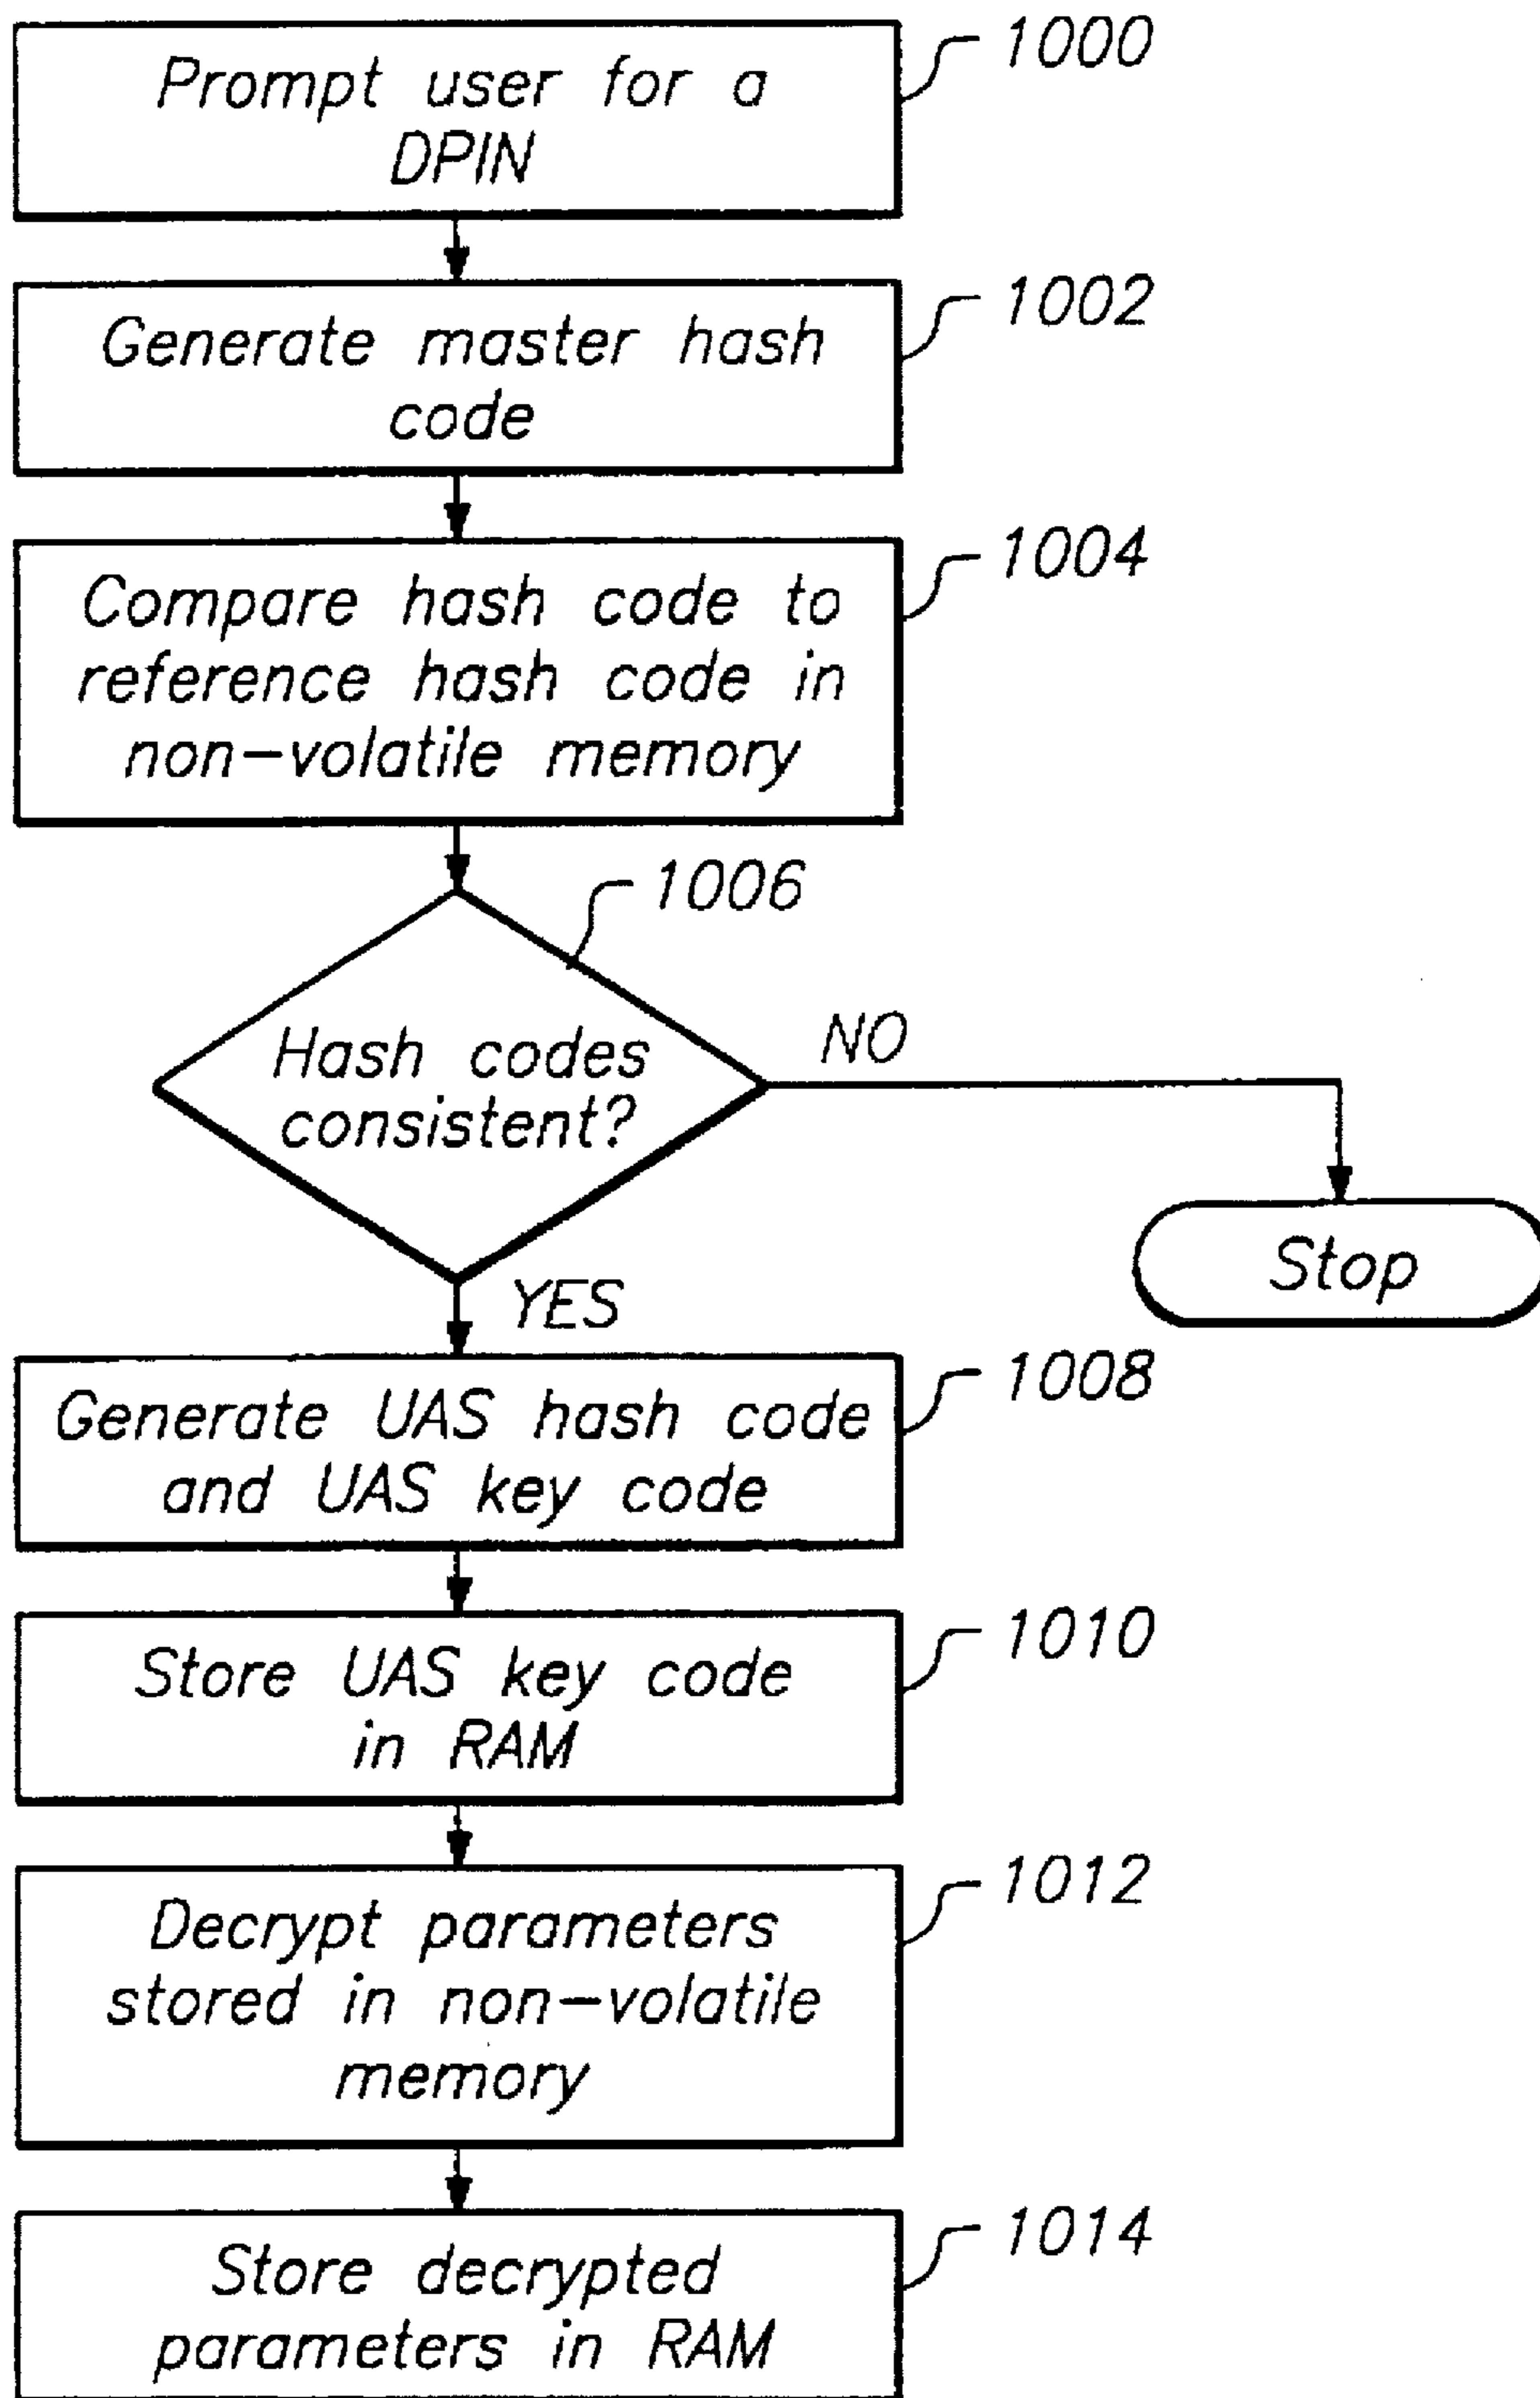 1000
Prompt user for a
DPIN
1002
Generate master hash
code
1004
Compare hash code to
reference hash code in
non-volatile memory
1006
Hash codes
consistent?
NO
Stop
YES
1008
Generate UAS hash code
and UAS key code
1010
Store UAS key code
in RAM
1012
Decrypt parameters
stored in non-volatile
memory
1014
Store decrypted
parameters in RAM